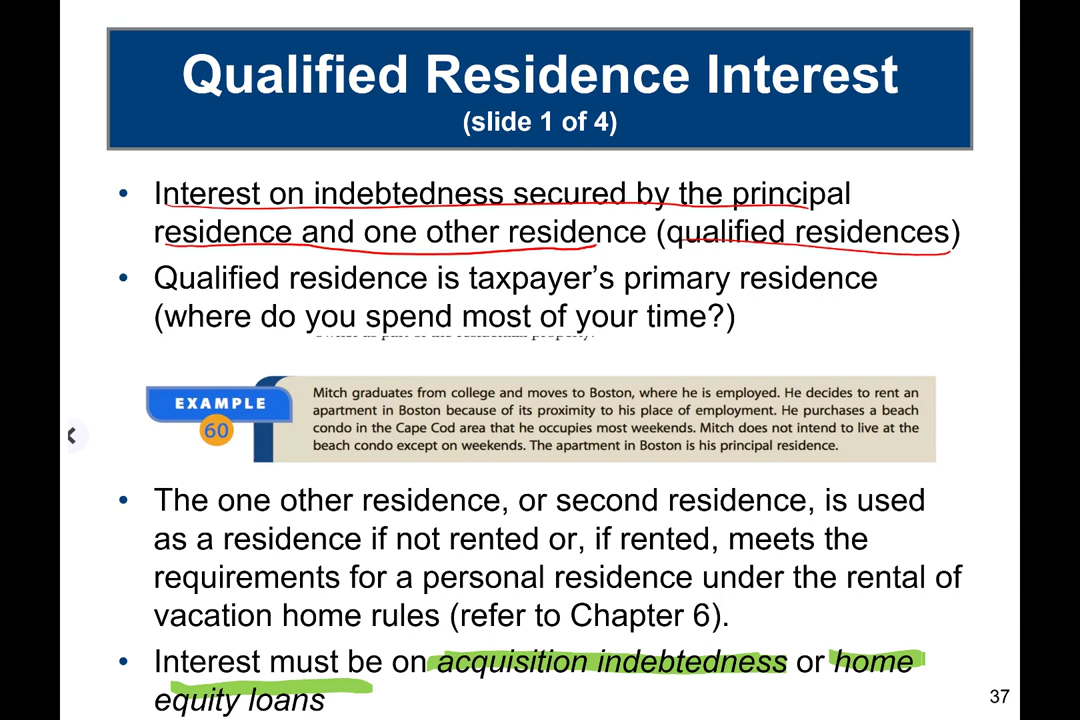 Qualified Residence Interest
(slide 1 of 4)
• Interest on indebtedness secured by the principal
residence and one other residence (qualified residences)
• Qualified residence is taxpayer’s primary residence
(where do you spend most of your time?)
EXAMPLE
60
Mitch graduates from college and moves to Boston, where he is employed. He decides to rent an
apartment in Boston because of its proximity to his place of employment. He purchases a beach
condo in the Cape Cod area that he occupies most weekends. Mitch does not intend to live at the
beach condo except on weekends. The apartment in Boston is his principal residence.
• The one other residence, or second residence, is used
as a residence if not rented or, if rented, meets the
requirements for a personal residence under the rental of
vacation home rules (refer to Chapter 6).
• Interest must be on acquisition indebtedness or home
equity loans
37